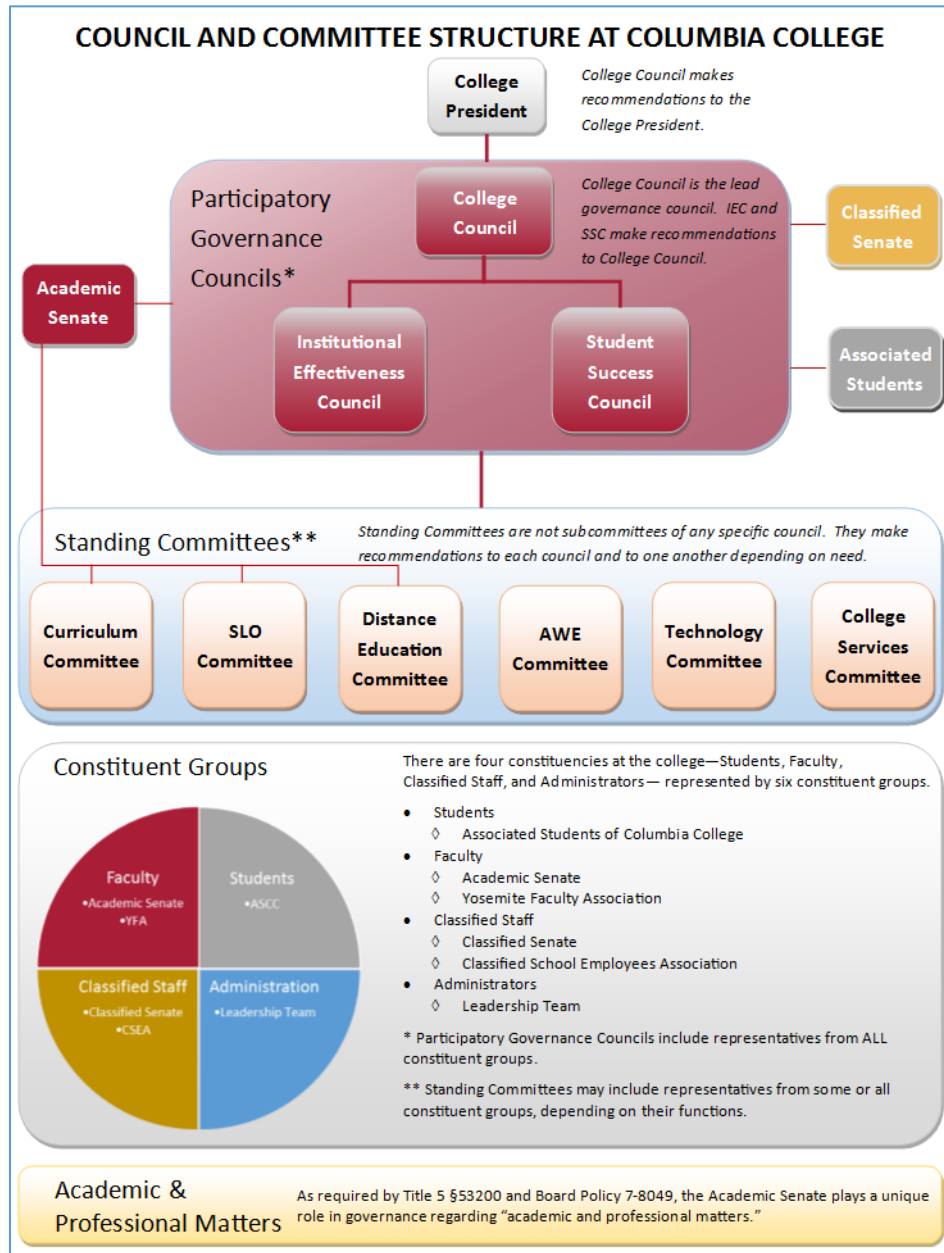 COUNCIL AND COMMITTEE STRUCTURE AT COLUMBIA COLLEGE
College
President
College Council makes
recommendations to the
College President.
Participatory
Governance
Councils*
College
Council
College Council is the lead
governance council. IEC and
SSC make recommendations
to College Council.
Classified
Senate
Academic
Senate
Institutional
Effectiveness
Council
Student
Success
Council
Associated
Students
Standing Committees**
Standing Committees are not subcommittees of any specific council. They make
recommendations to each council and to one another depending on need.
Curriculum
Committee
SLO
Committee
Distance
Education
Committee
AWE
Committee
Technology
Committee
College
Services
Committee
Constituent Groups
Faculty
•Academic Senate
•YFA
Students
•ASCC
Classified Staff
•Classified Senate
•CSEA
Administration
•Leadership Team
There are four constituencies at the college—Students, Faculty,
Classified Staff, and Administrators— represented by six constituent groups.
• Students
◊ Associated Students of Columbia College
• Faculty
◊ Academic Senate
◊ Yosemite Faculty Association
• Classified Staff
◊ Classified Senate
◊ Classified School Employees Association
• Administrators
◊ Leadership Team
* Participatory Governance Councils include representatives from ALL
constituent groups.
** Standing Committees may include representatives from some or all
constituent groups, depending on their functions.
Academic &
Professional Matters
As required by Title 5 §53200 and Board Policy 7-8049, the Academic Senate plays a unique
role in governance regarding “academic and professional matters.”